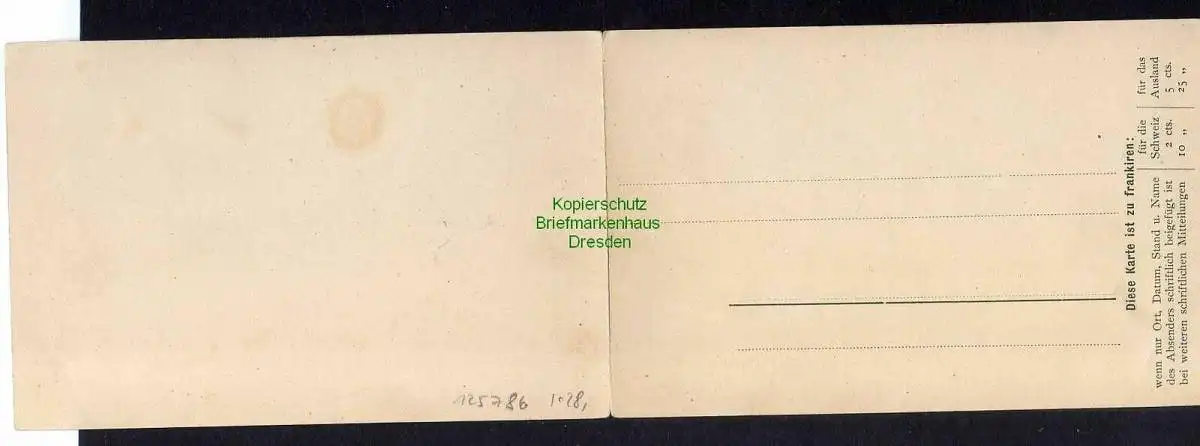 Kopierschutz
Briefmarkenhaus
Dresden
Diese Karte ist zu frankiren:
für die Schweiz
für das Ausland
wenn nur Ort, Datum, Stand u. Name
des Absenders schriftlich beigefügt ist
2 cts.
5 cts.
bei weiteren schriftlichen Mitteilungen
10 „
25 „
125786 1·28,